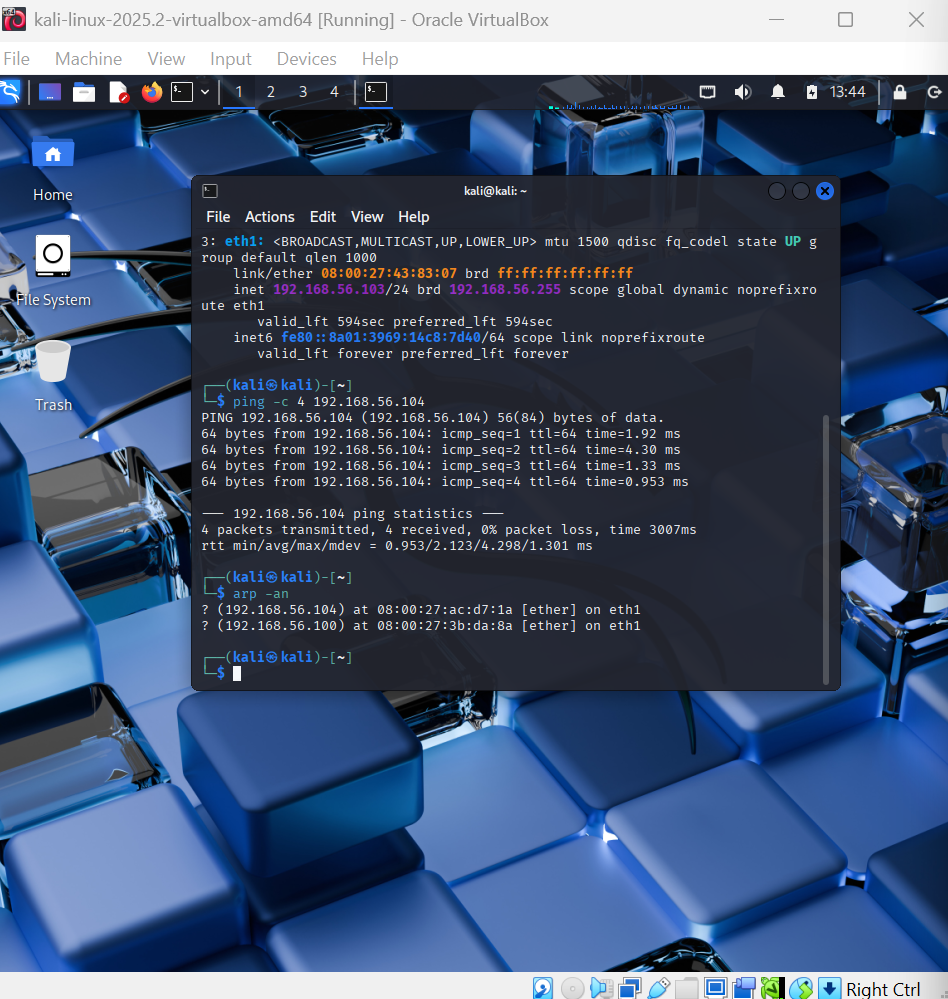 kali-linux-2025.2-virtualbox-amd64 [Running] - Oracle VirtualBox
File Machine View Input Devices Help
1 2 3 4 13:44
Home
File System
Trash
kali@kali: ~
File Actions Edit View Help
3: eth1: <BROADCAST,MULTICAST,UP,LOWER_UP> mtu 1500 qdisc fq_codel state UP g
roup default qlen 1000
link/ether 08:00:27:43:83:07 brd ff:ff:ff:ff:ff:ff
inet 192.168.56.103/24 brd 192.168.56.255 scope global dynamic noprefixro
ute eth1
valid_lft 594sec preferred_lft 594sec
inet6 fe80::8a01:3969:14c8:7d40/64 scope link noprefixroute
valid_lft forever preferred_lft forever
┌──(kali㉿kali)-[~]
└─$ ping -c 4 192.168.56.104
PING 192.168.56.104 (192.168.56.104) 56(84) bytes of data.
64 bytes from 192.168.56.104: icmp_seq=1 ttl=64 time=1.92 ms
64 bytes from 192.168.56.104: icmp_seq=2 ttl=64 time=4.30 ms
64 bytes from 192.168.56.104: icmp_seq=3 ttl=64 time=1.33 ms
64 bytes from 192.168.56.104: icmp_seq=4 ttl=64 time=0.953 ms
--- 192.168.56.104 ping statistics ---
4 packets transmitted, 4 received, 0% packet loss, time 3007ms
rtt min/avg/max/mdev = 0.953/2.123/4.298/1.301 ms
┌──(kali㉿kali)-[~]
└─$ arp -an
? (192.168.56.104) at 08:00:27:ac:d7:1a [ether] on eth1
? (192.168.56.100) at 08:00:27:3b:da:8a [ether] on eth1
┌──(kali㉿kali)-[~]
└─$
Right Ctrl